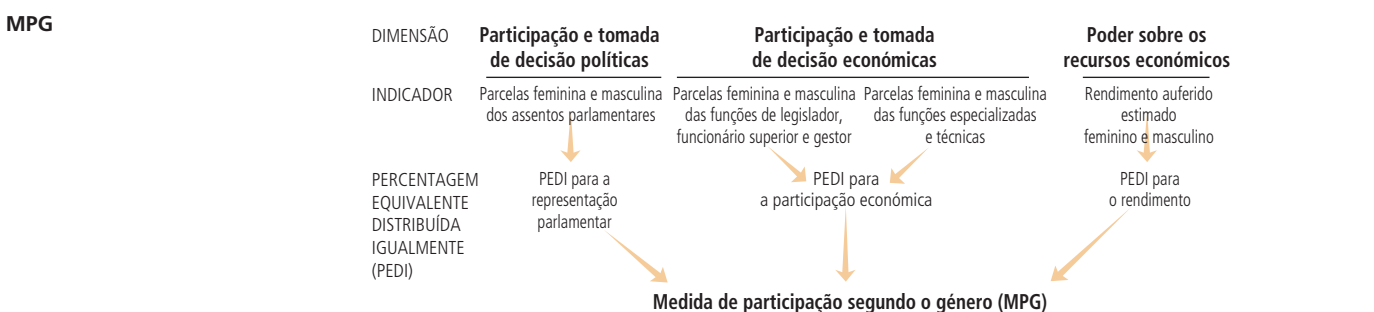 MPG
DIMENSÃO
Participação e tomada
de decisão políticas
Participação e tomada
de decisão económicas
Poder sobre os
recursos económicos
INDICADOR
Parcelas feminina e masculina
dos assentos parlamentares
Parcelas feminina e masculina
das funções de legislador,
funcionário superior e gestor
Parcelas feminina e masculina
das funções especializadas
e técnicas
Rendimento auferido
estimado
feminino e masculino
PERCENTAGEM
EQUIVALENTE
DISTRIBUÍDA
IGUALMENTE
(PEDI)
PEDI para a
representação
parlamentar
PEDI para
a participação económica
PEDI para
o rendimento
Medida de participação segundo o género (MPG)